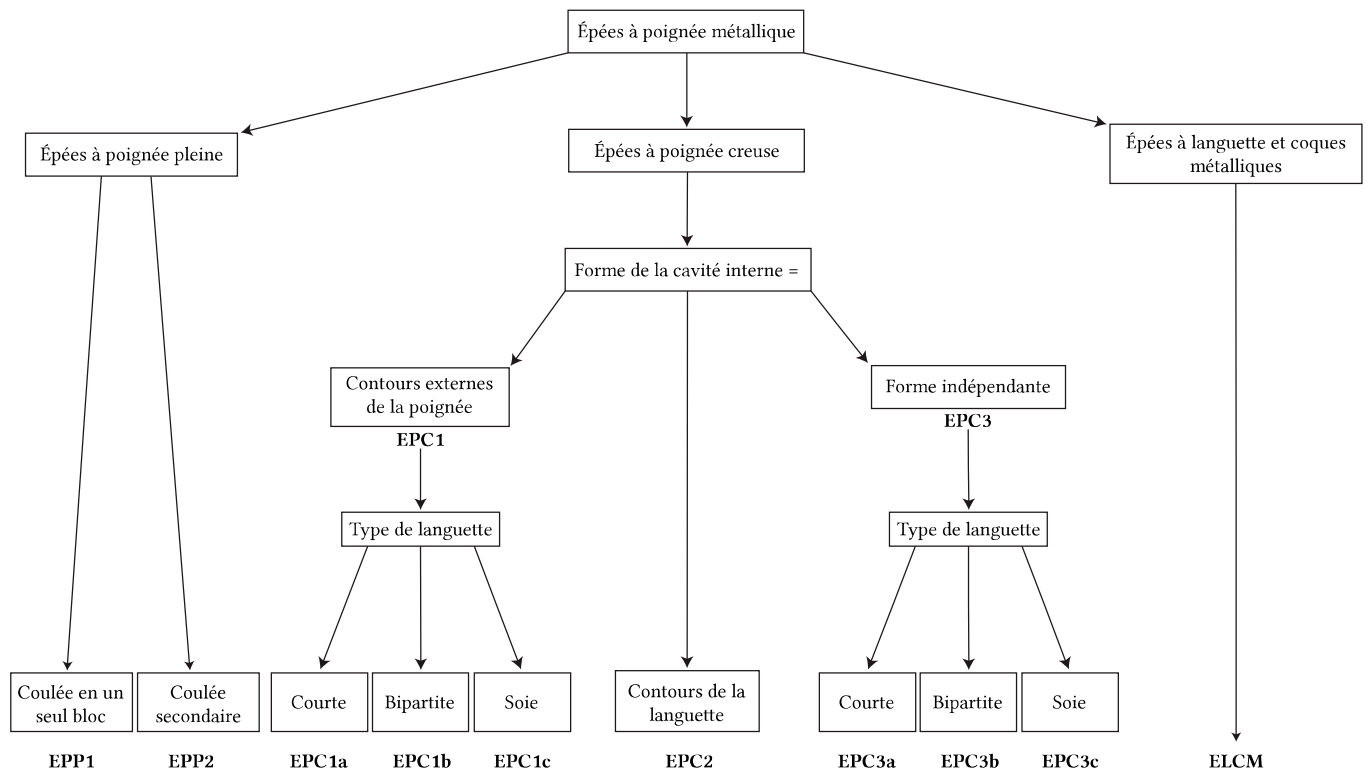 Épées à poignée métallique
Épées à poignée pleine
Épées à poignée creuse
Épées à languette et coques
métalliques
Forme de la cavité interne =
Contours externes
de la poignée
EPC1
Forme indépendante
EPC3
Type de languette
Type de languette
Coulée en un
seul bloc
Coulée
secondaire
Courte
Bipartite
Soie
Contours de la
languette
Courte
Bipartite
Soie
EPP1
EPP2
EPC1a
EPC1b
EPC1c
EPC2
EPC3a
EPC3b
EPC3c
ELCM